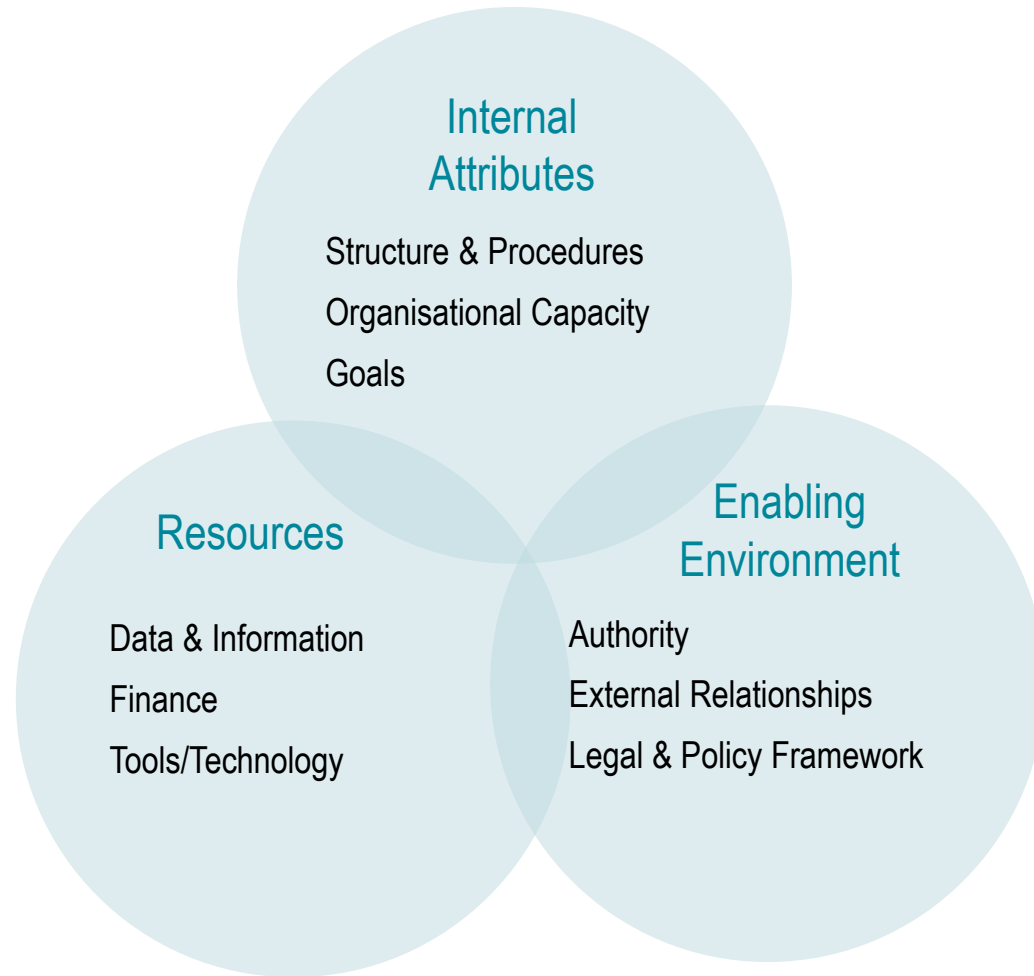 Internal
Attributes
Structure & Procedures
Organisational Capacity
Goals
Resources
Data & Information
Finance
Tools/Technology
Enabling
Environment
Authority
External Relationships
Legal & Policy Framework